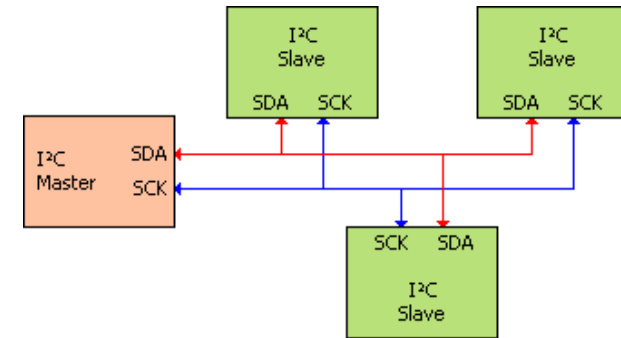 I²C
Slave
SDA SCK
I²C
Slave
SDA SCK
I²C
Master
SDA
SCK
SCK SDA
I²C
Slave